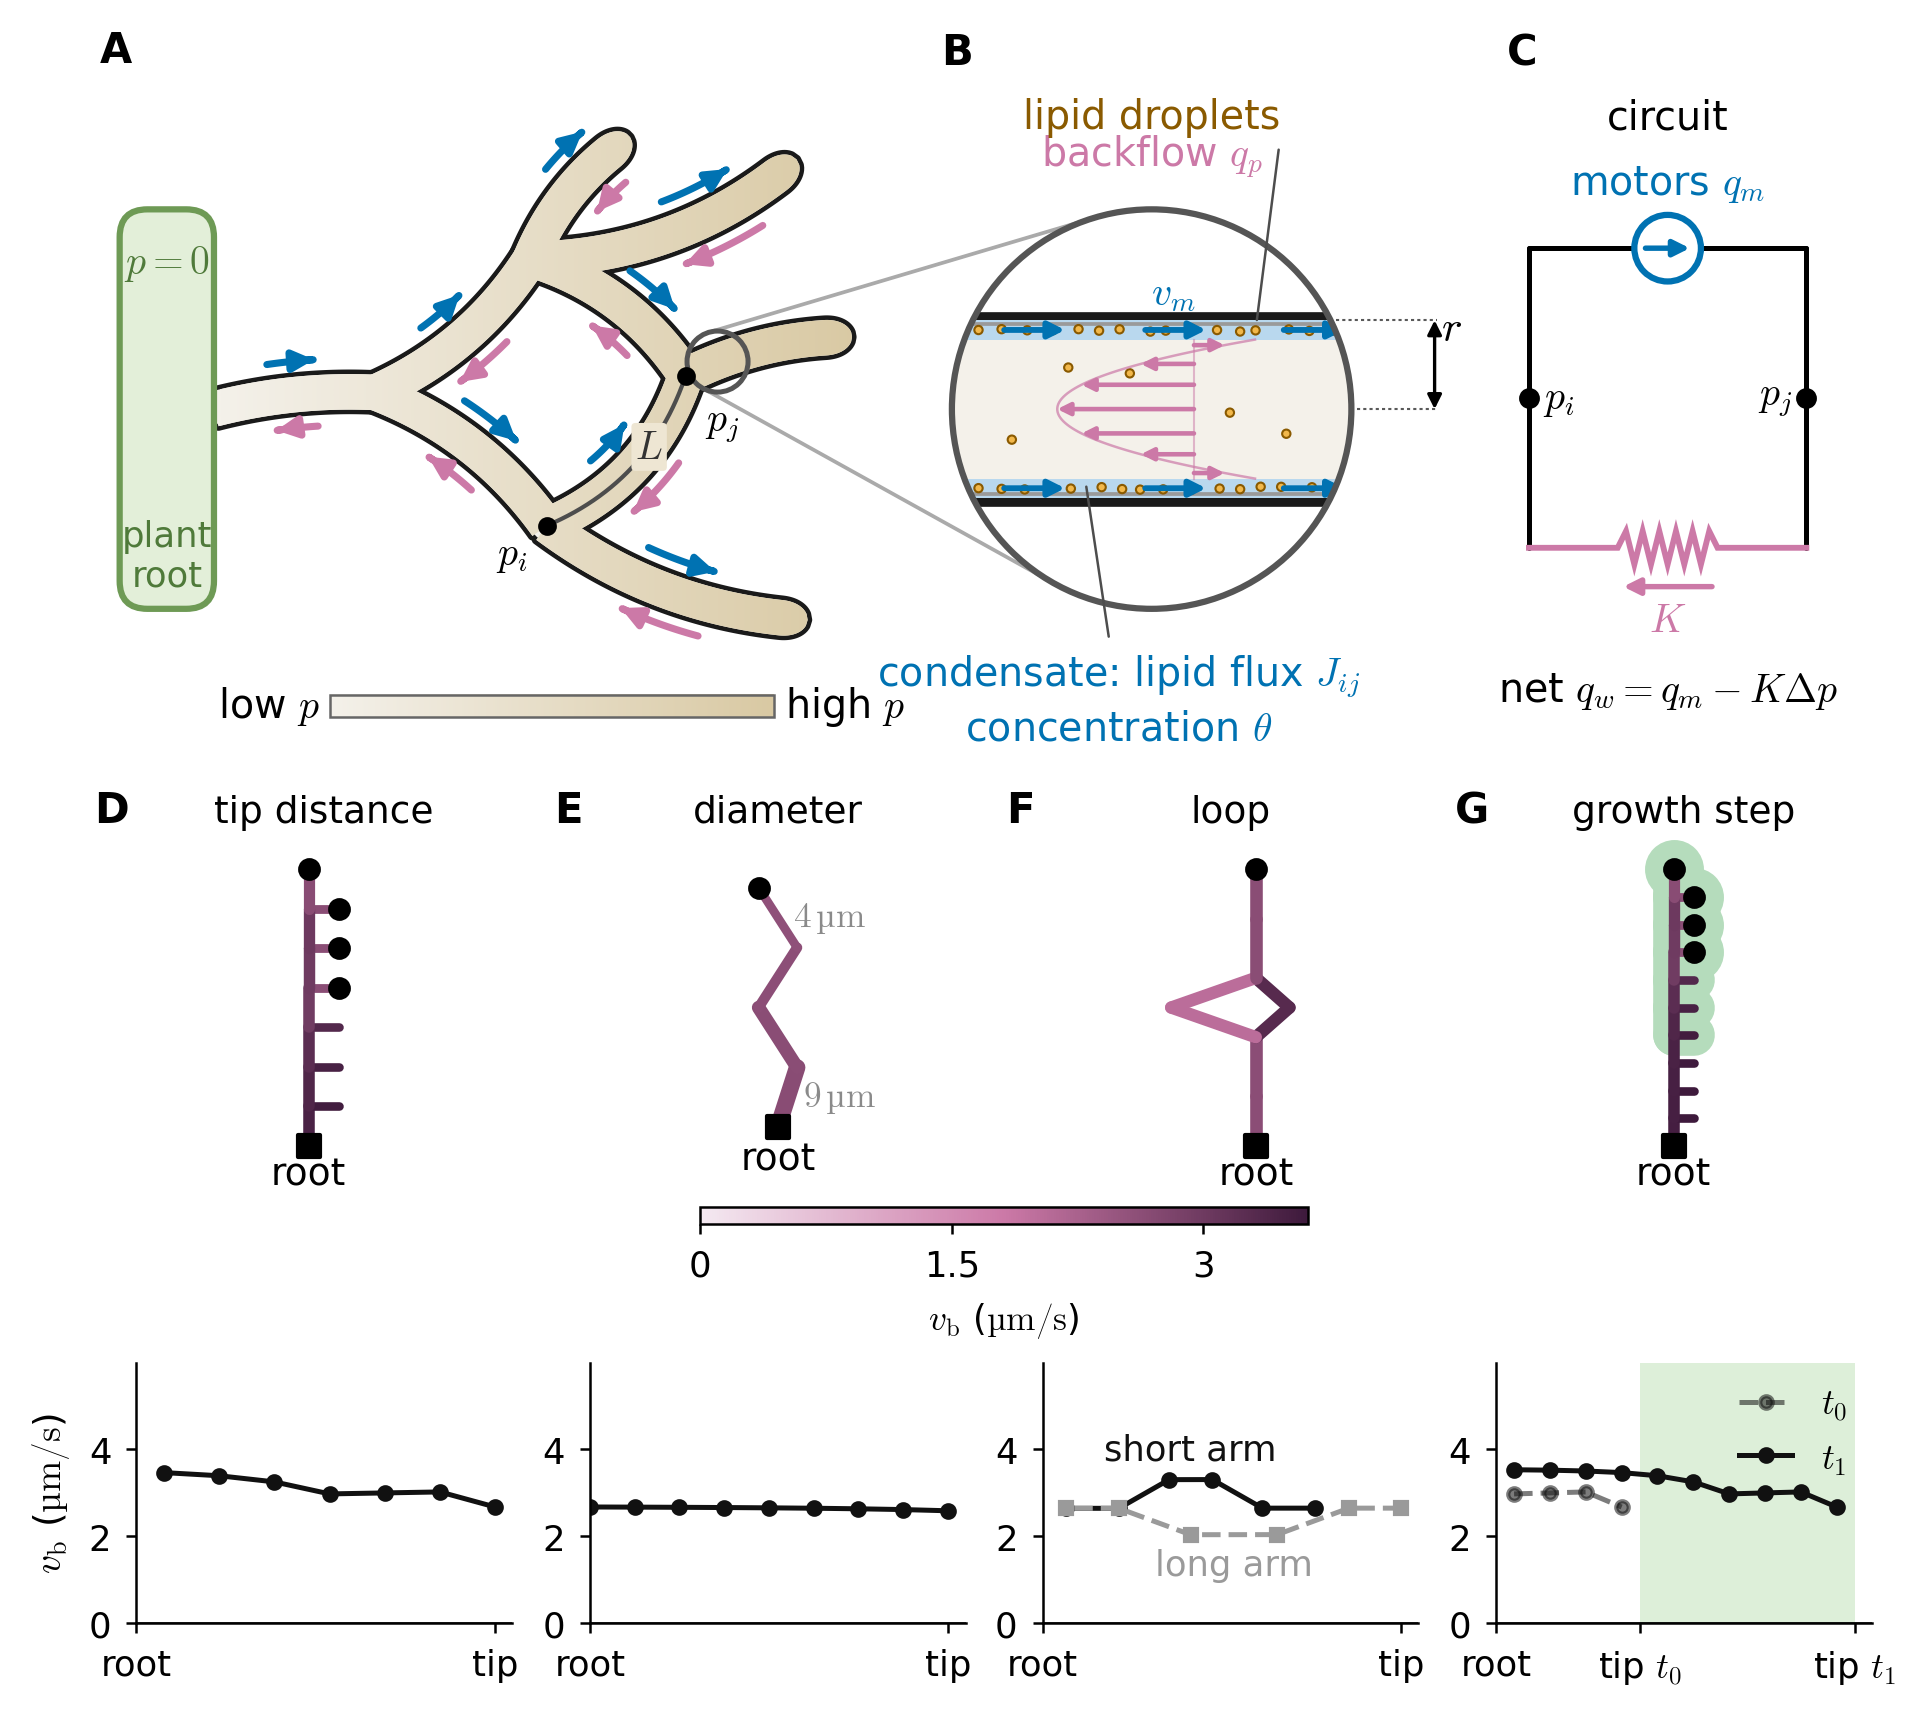 A
B
C
lipid droplets
backflow q_p
circuit
motors q_m
p = 0
v_m
r
p_i
p_j
p_j
L
plant
root
p_i
K
low p
high p
condensate: lipid flux J_ij
concentration θ
net q_w = q_m − KΔp
D
tip distance
E
diameter
F
loop
G
growth step
4 µm
9 µm
root
root
root
root
0
1.5
3
v_b (µm/s)
v_b (µm/s)
4
2
0
root
tip
4
2
0
root
tip
4
2
0
short arm
long arm
root
tip
4
2
0
t_0
t_1
root
tip t_0
tip t_1